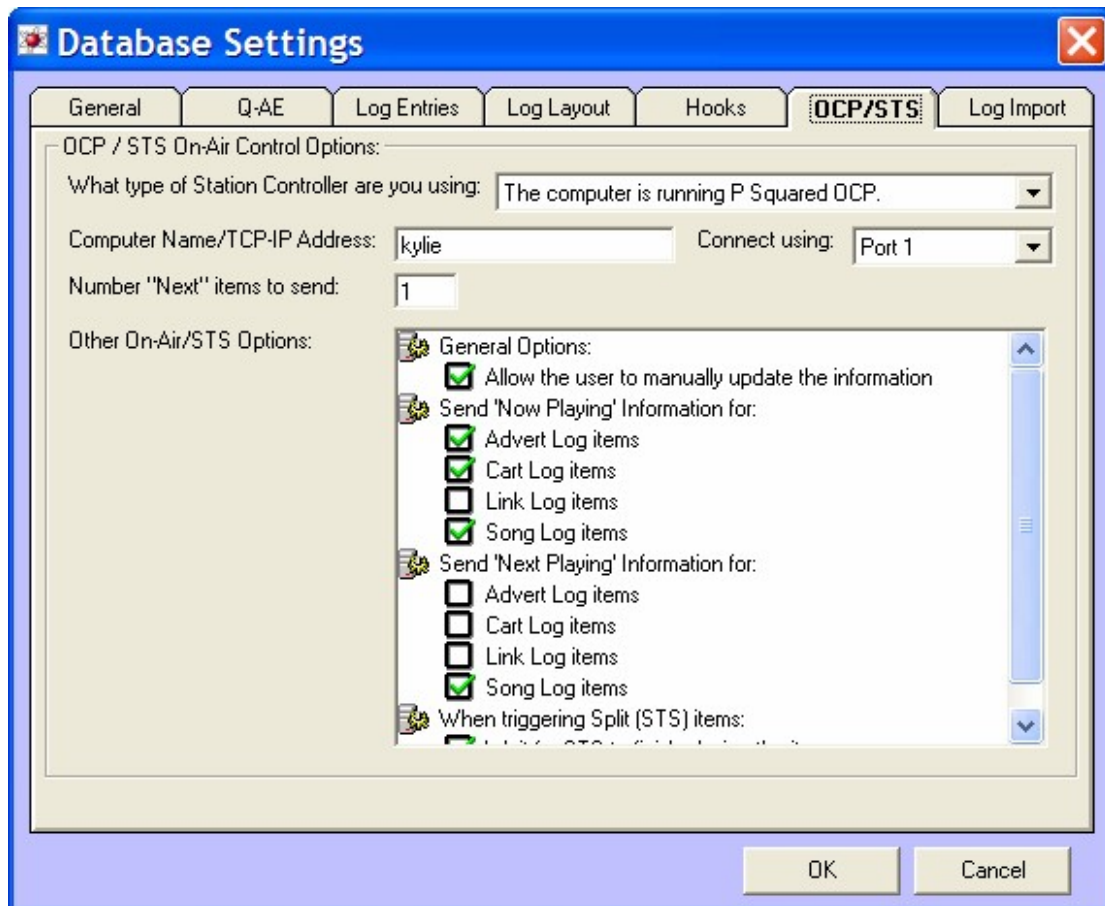 Database Settings
General Q-AE Log Entries Log Layout Hooks OCP/STS Log Import
OCP / STS On-Air Control Options:
What type of Station Controller are you using: The computer is running P Squared OCP.
Computer Name/TCP-IP Address: kylie Connect using: Port 1
Number "Next" items to send: 1
Other On-Air/STS Options:
General Options:
Allow the user to manually update the information
Send 'Now Playing' Information for:
Advert Log items
Cart Log items
Link Log items
Song Log items
Send 'Next Playing' Information for:
Advert Log items
Cart Log items
Link Log items
Song Log items
When triggering Split (STS) items:
OK Cancel